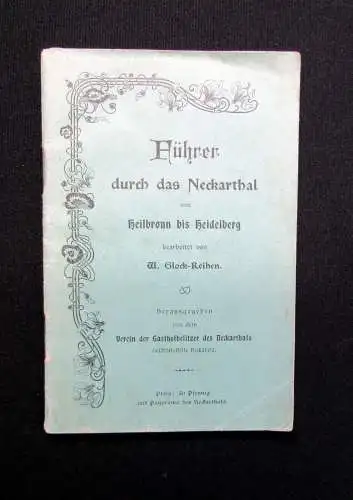 Führer
durch das Neckarthal
von
Heilbronn bis Heidelberg
bearbeitet von
W. Glock-Reihen.
Herausgegeben
von dem
Verein der Gasthofbesitzer des Neckarthals
Preis: 30 Pfennig
mit Panorama des Neckarthals.